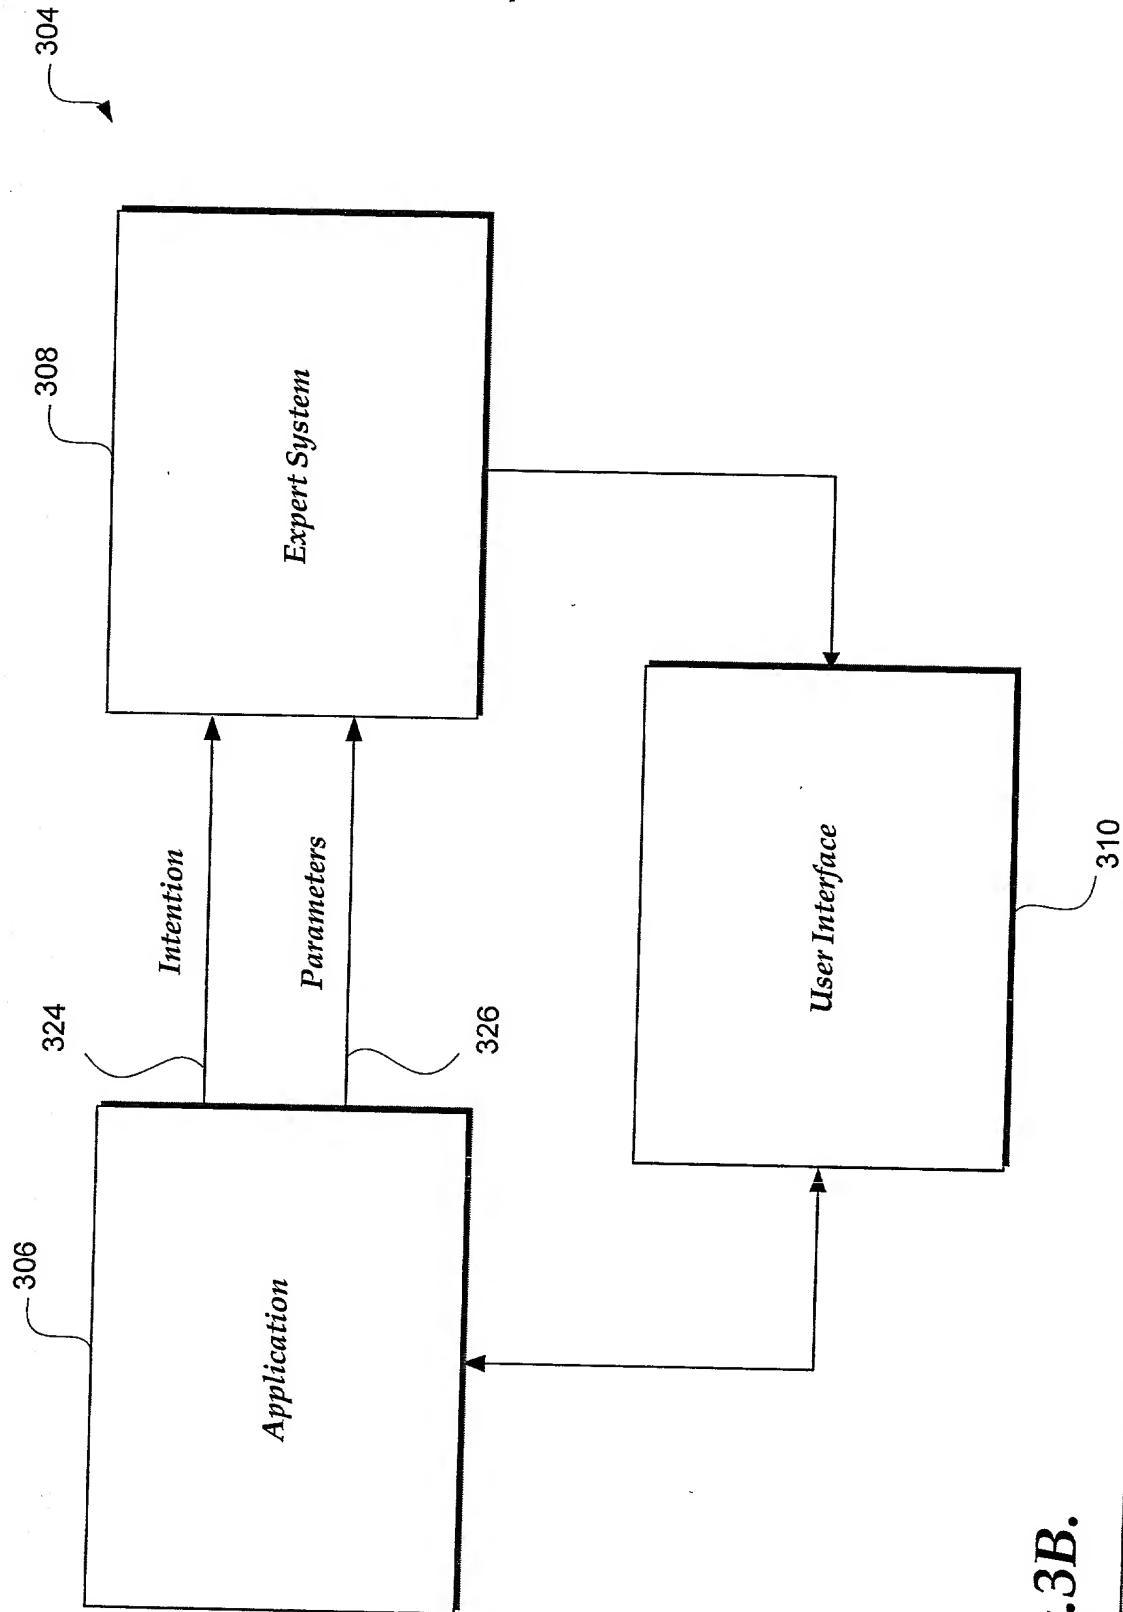 304
308
Expert System
324
Intention
Parameters
326
306
Application
User Interface
310
.3B.